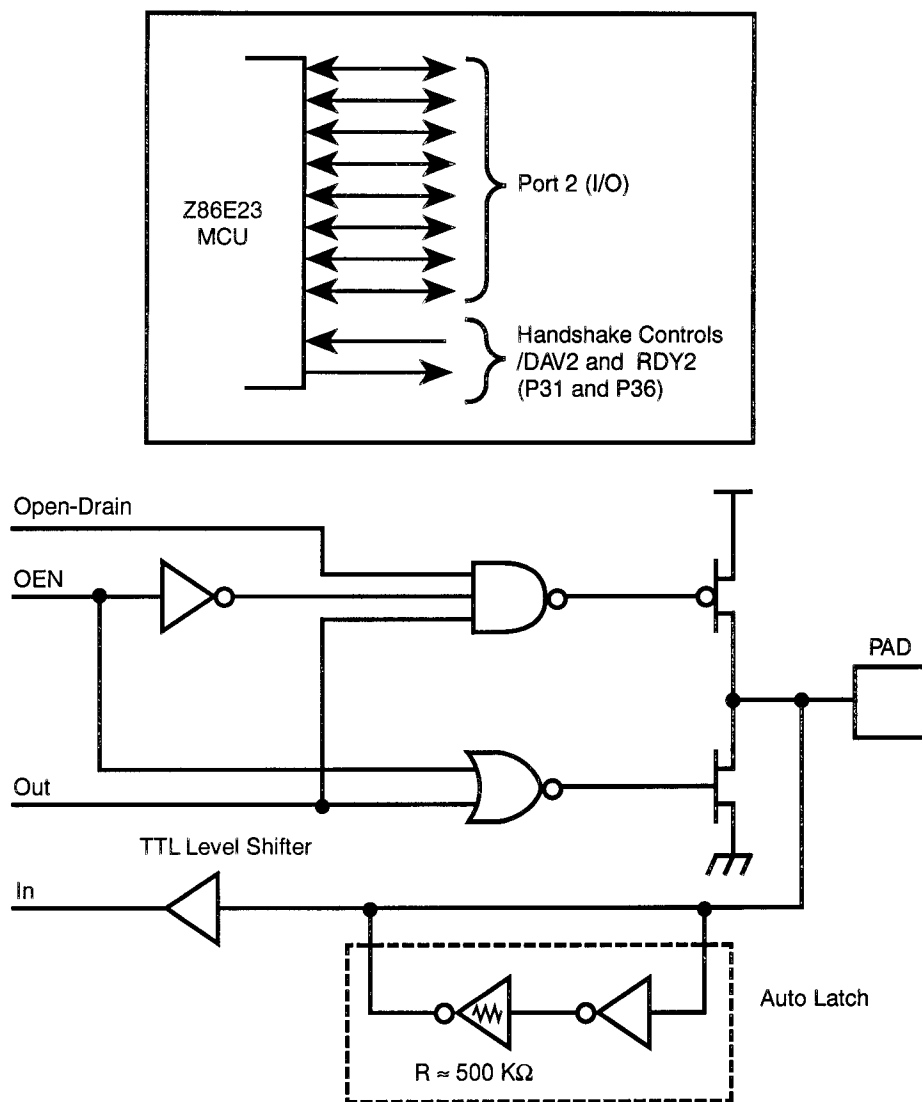 Z86E23
MCU
Port 2 (I/O)
Handshake Controls
/DAV2 and RDY2
(P31 and P36)
Open-Drain
OEN
PAD
Out
TTL Level Shifter
In
Auto Latch
R ≈ 500 KΩ